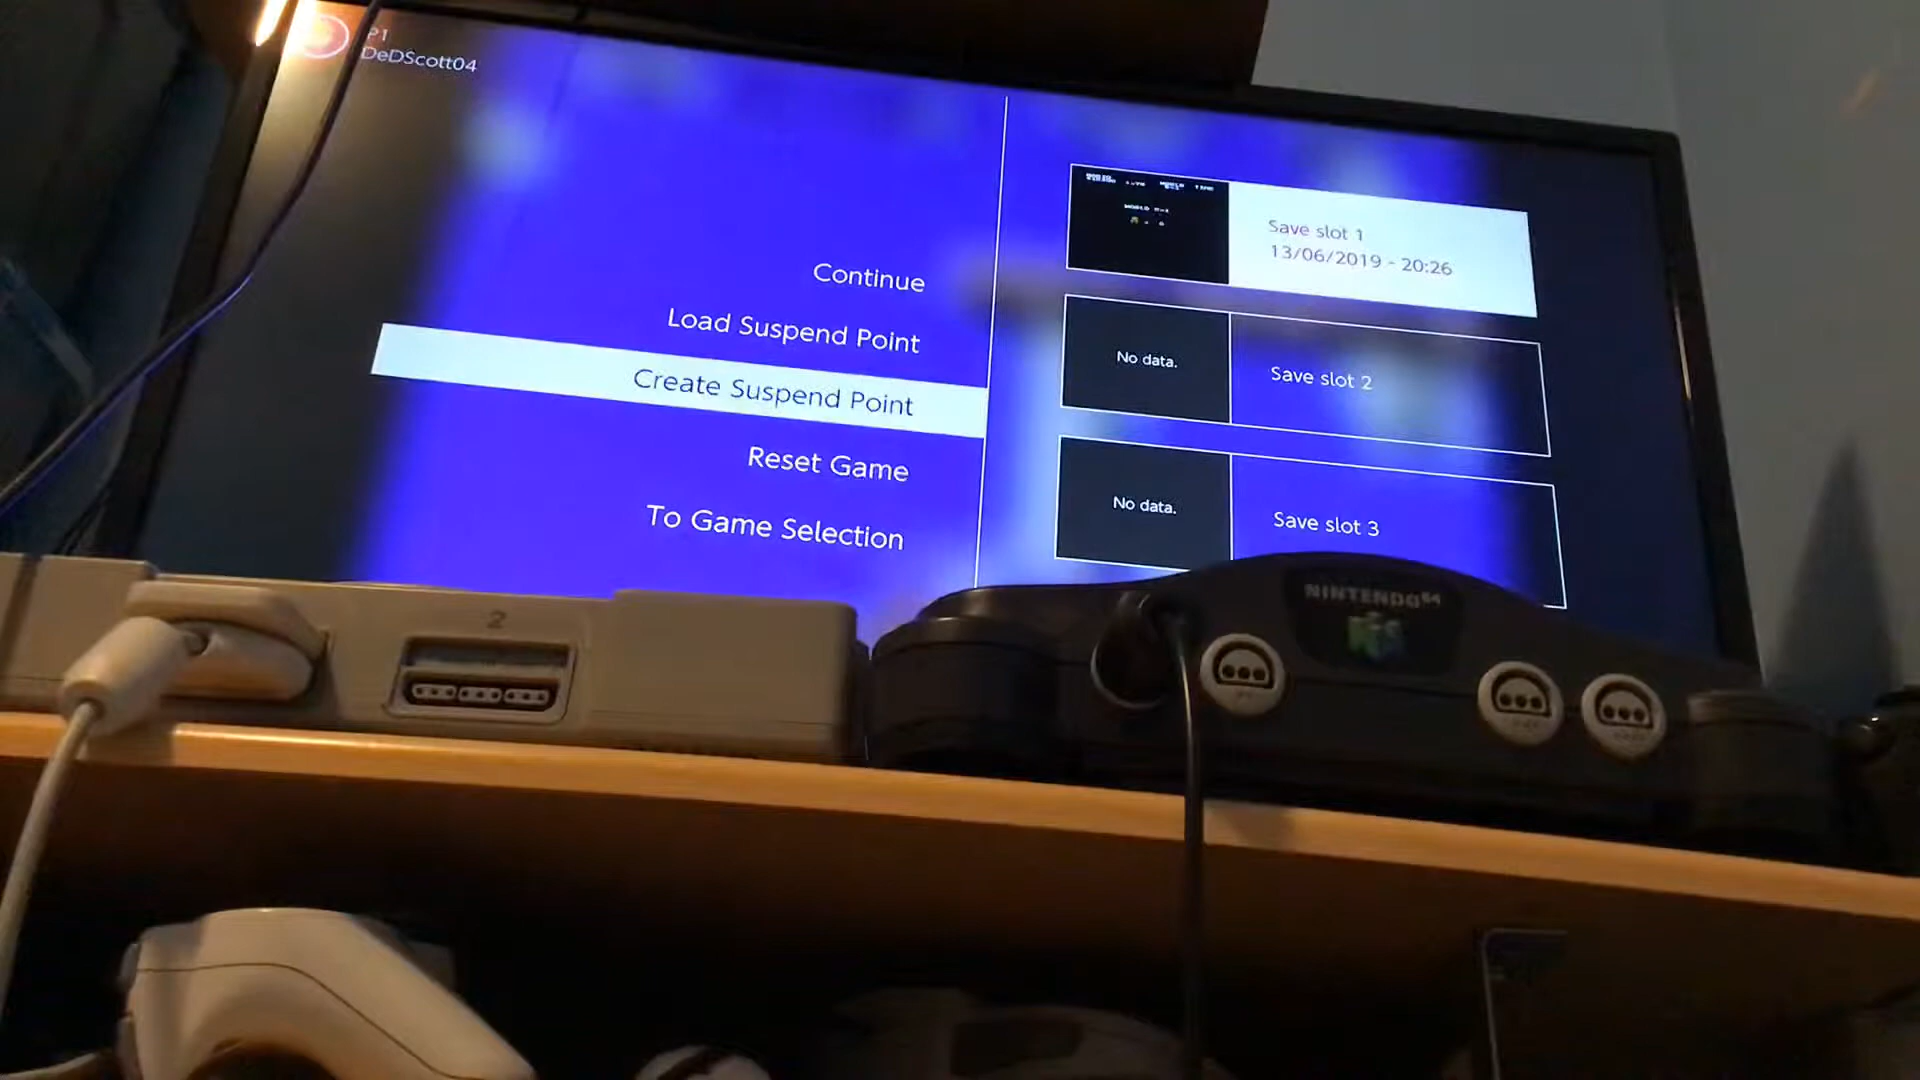 P1
DeDScott04
Continue
Load Suspend Point
Create Suspend Point
Reset Game
To Game Selection
Save slot 1
13/06/2019 - 20:26
No data.
Save slot 2
No data.
Save slot 3
2
NINTENDO64